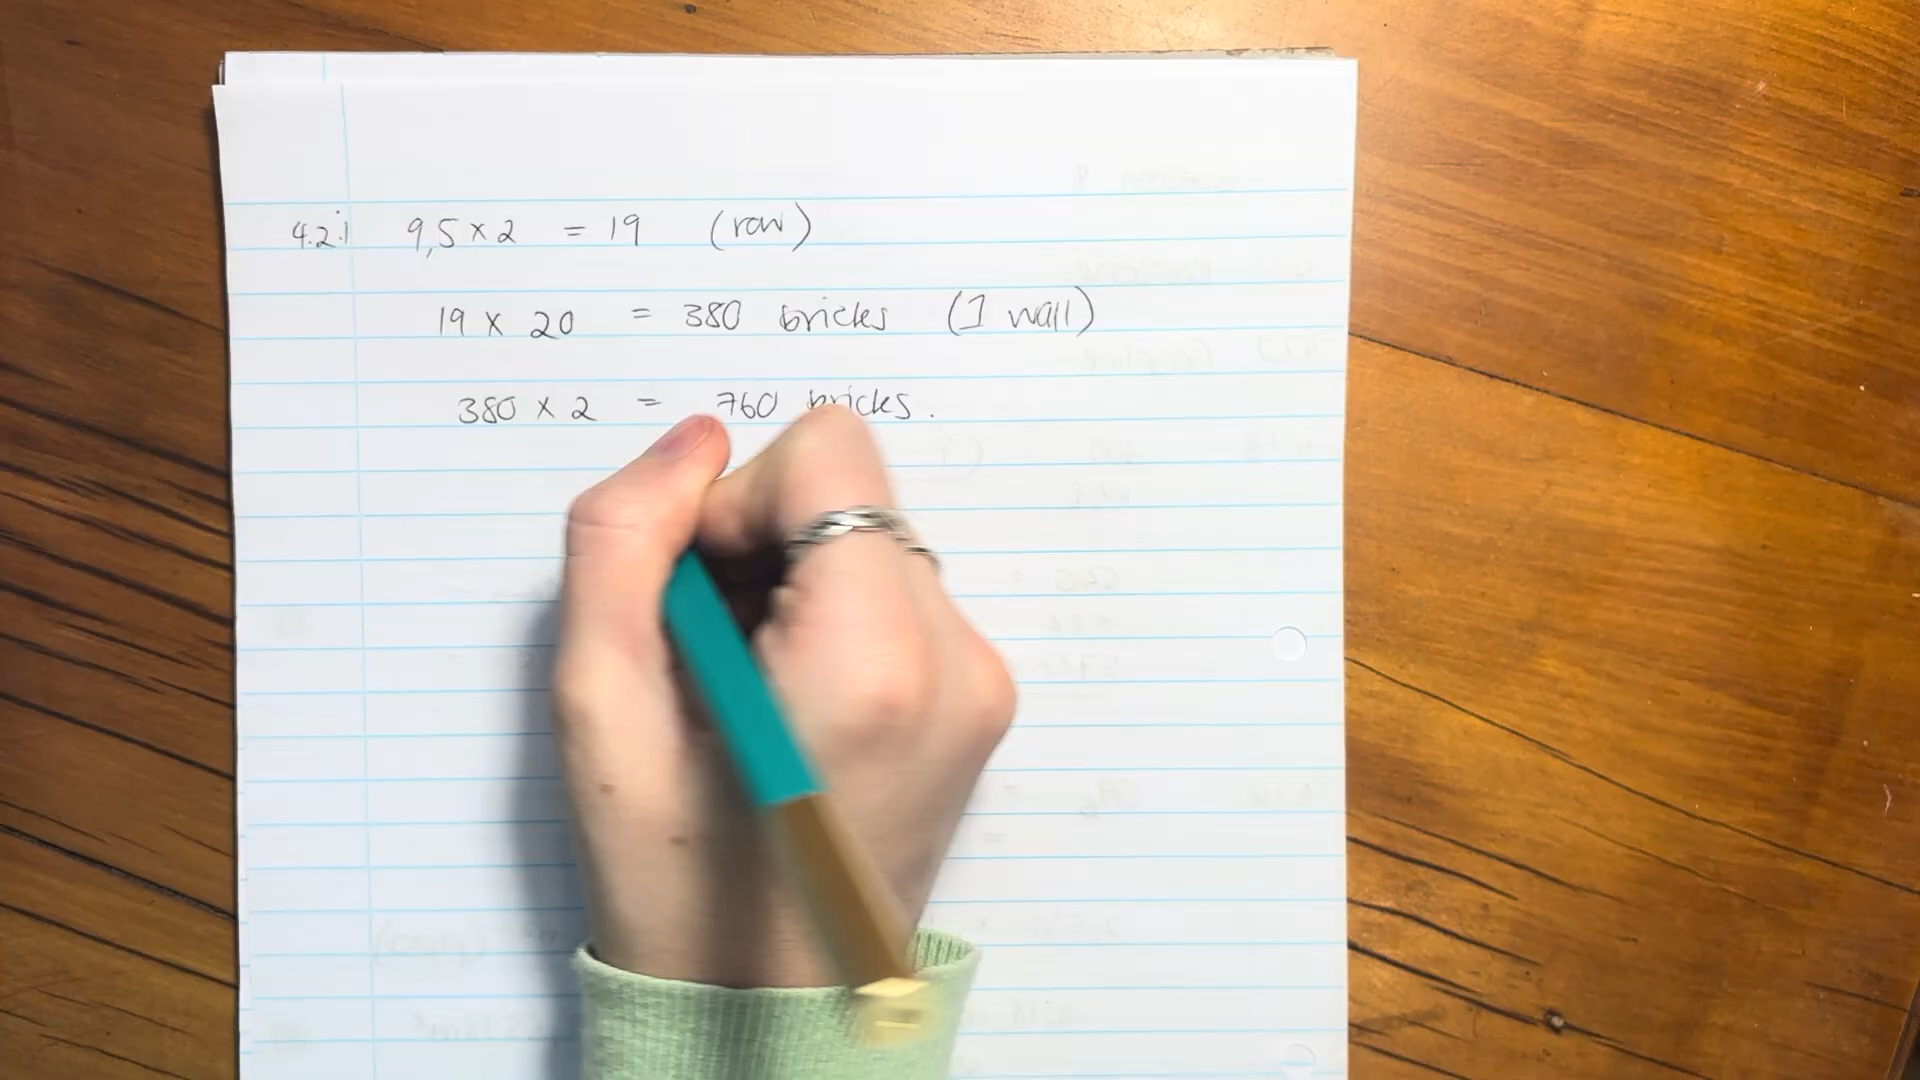 4.2.1 9,5 x 2 = 19 (row)
19 x 20 = 380 bricks (1 wall)
380 x 2 = 760 bricks.